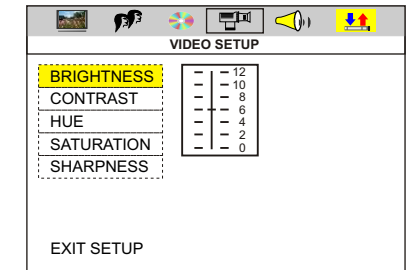 VIDEO SETUP
BRIGHTNESS
CONTRAST
HUE
SATURATION
SHARPNESS
12
10
8
6
4
2
0
EXIT SETUP